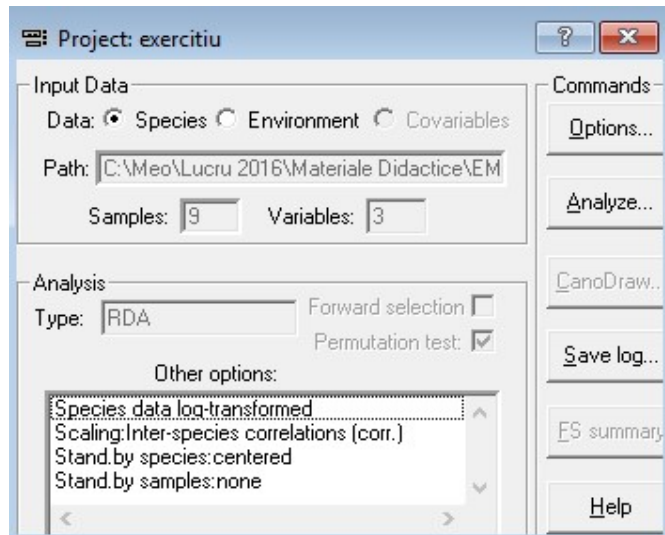 Project: exercitiu
?
Input Data
Data: Species Environment Covariables
Path: C:\Meo\Lucru 2016\Materiale Didactice\EM
Samples: 9 Variables: 3
Analysis
Type: RDA
Forward selection
Permutation test:
Other options:
Species data log-transformed
Scaling:Inter-species correlations (corr.)
Stand.by species:centered
Stand.by samples:none
Commands
Options...
Analyze...
CanoDraw..
Save log...
FS summary
Help